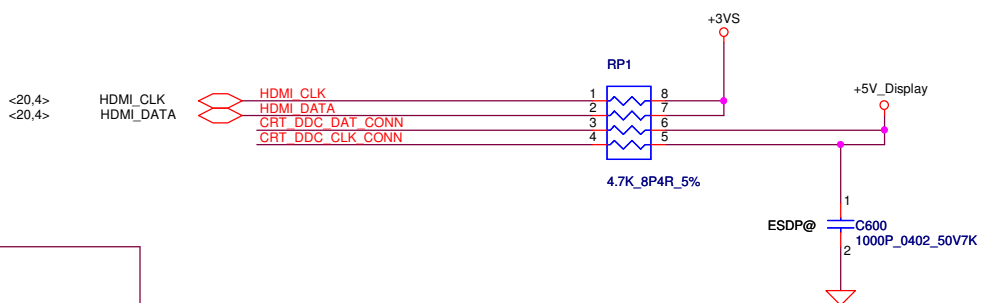 +3VS
RP1
+5V_Display
<20,4> HDMI_CLK HDMI_CLK 1 8
<20,4> HDMI_DATA HDMI_DATA 2 7
CRT_DDC_DAT_CONN 3 6
CRT_DDC_CLK_CONN 4 5
4.7K_8P4R_5%
1
ESDP@ C600
1000P_0402_50V7K
2